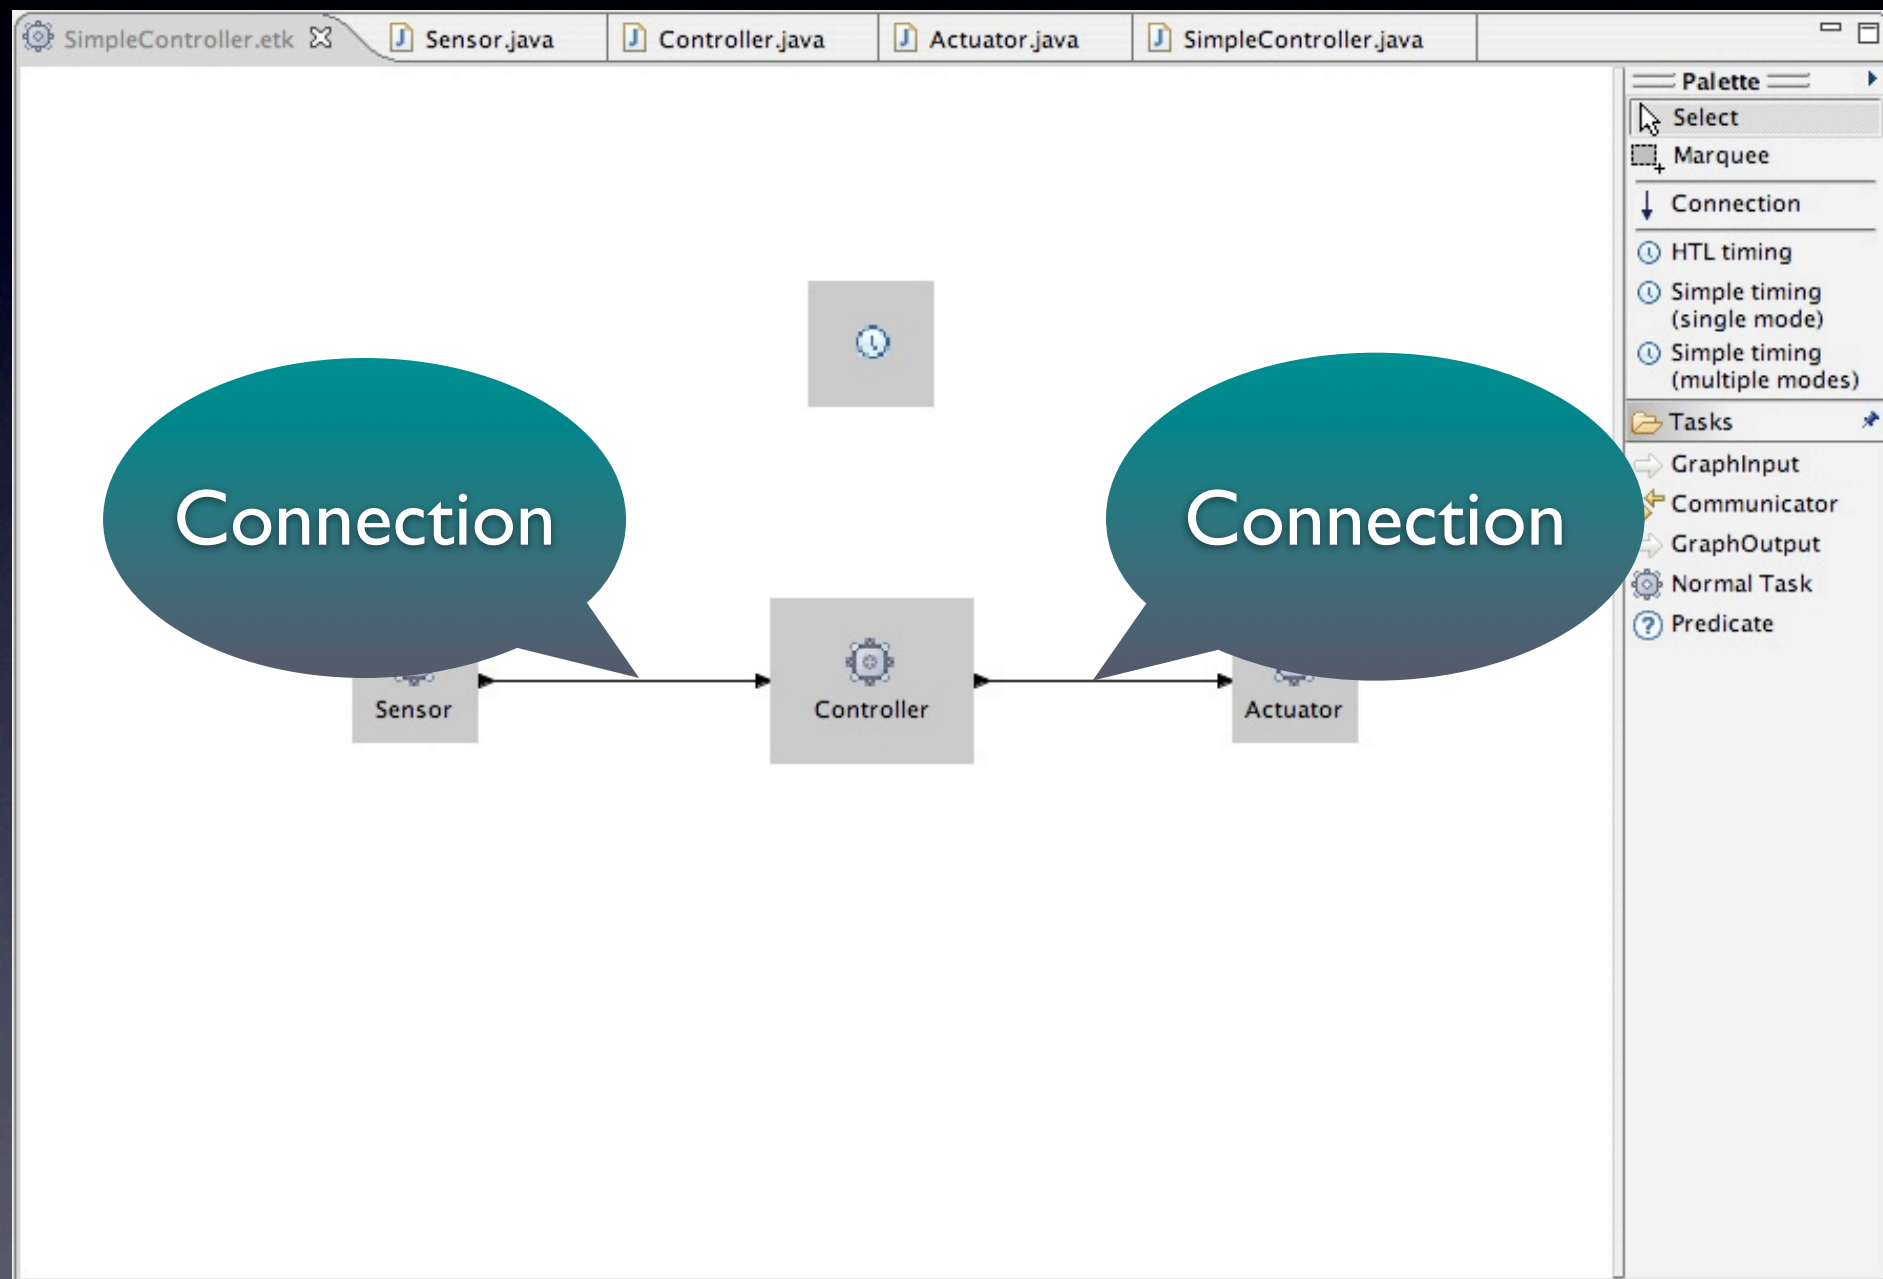 SimpleController.etk
Sensor.java
Controller.java
Actuator.java
SimpleController.java
Palette
Select
Marquee
Connection
HTL timing
Simple timing
(single mode)
Simple timing
(multiple modes)
Tasks
GraphInput
Communicator
GraphOutput
Normal Task
Predicate
Connection
Connection
Sensor
Controller
Actuator